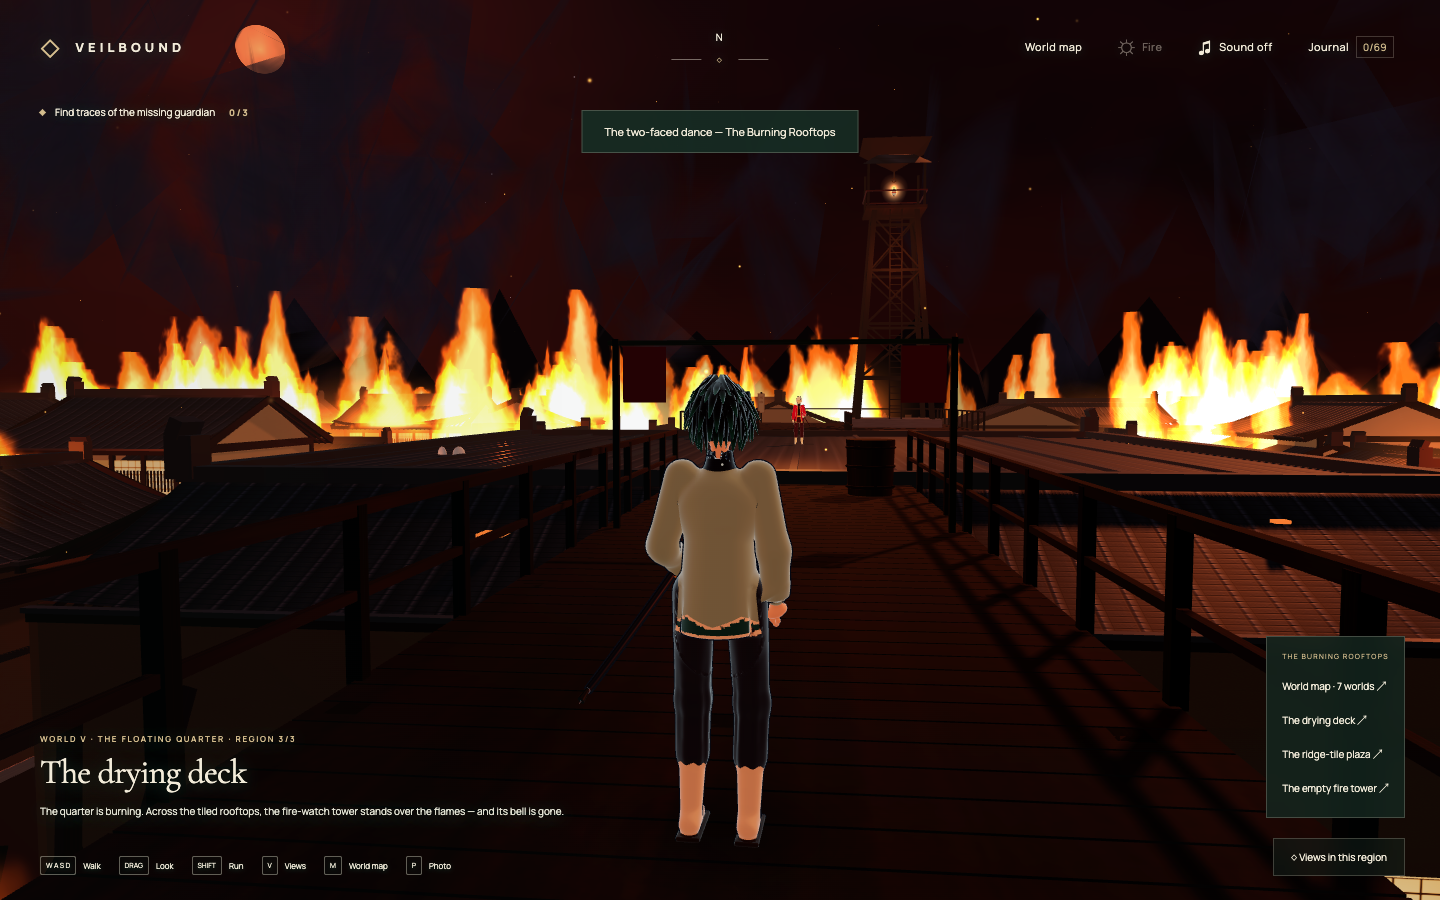 VEILBOUND
N
World map
Fire
Sound off
Journal 0/69
Find traces of the missing guardian 0 / 3
The two-faced dance — The Burning Rooftops
THE BURNING ROOFTOPS
World map · 7 worlds ↗
The drying deck ↗
The ridge-tile plaza ↗
The empty fire tower ↗
Views in this region
WORLD V · THE FLOATING QUARTER · REGION 3/3
The drying deck
The quarter is burning. Across the tiled rooftops, the fire-watch tower stands over the flames — and its bell is gone.
W A S D Walk DRAG Look SHIFT Run V Views M World map P Photo